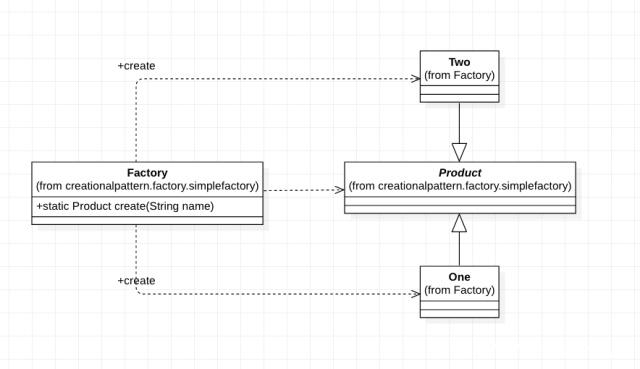 +create
Two
(from Factory)
Factory
(from creationalpattern.factory.simplefactory)
+static Product create(String name)
Product
(from creationalpattern.factory.simplefactory)
+create
One
(from Factory)